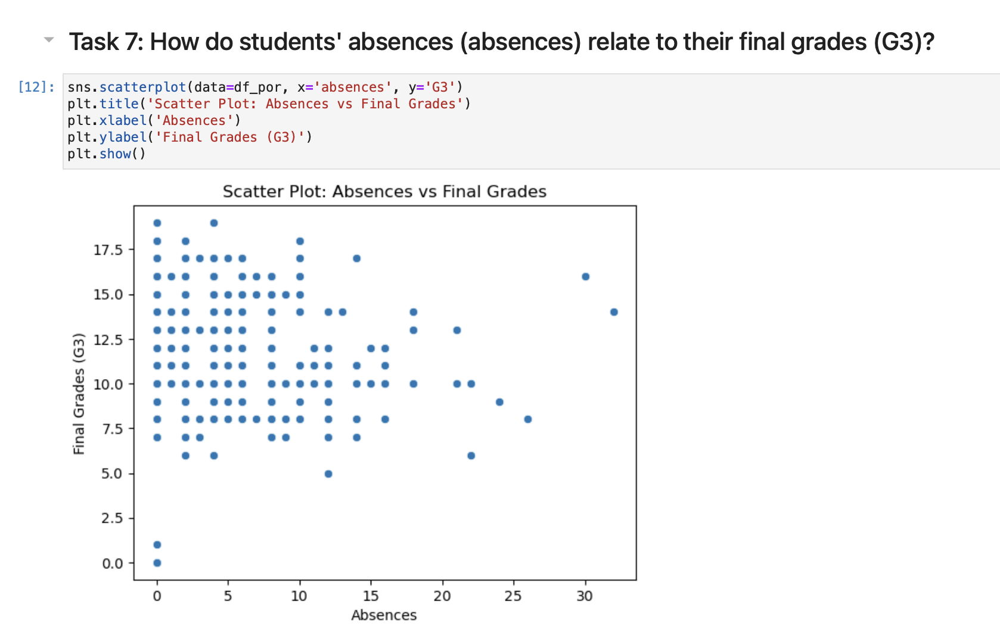 Task 7: How do students' absences (absences) relate to their final grades (G3)?
[12]:
sns.scatterplot(data=df_por, x='absences', y='G3')
plt.title('Scatter Plot: Absences vs Final Grades')
plt.xlabel('Absences')
plt.ylabel('Final Grades (G3)')
plt.show()
Scatter Plot: Absences vs Final Grades
Final Grades (G3)
17.5
15.0
12.5
10.0
7.5
5.0
2.5
0.0
0 5 10 15 20 25 30
Absences